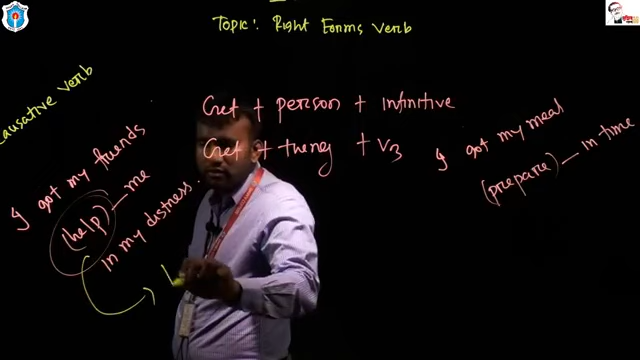 Topic: Right Forms Verb
Causative Verb
Get + person + infinitive
Get + thing + V3
I got my friends
(help) — me
in my distress.
I got my meal
(prepare) — in time